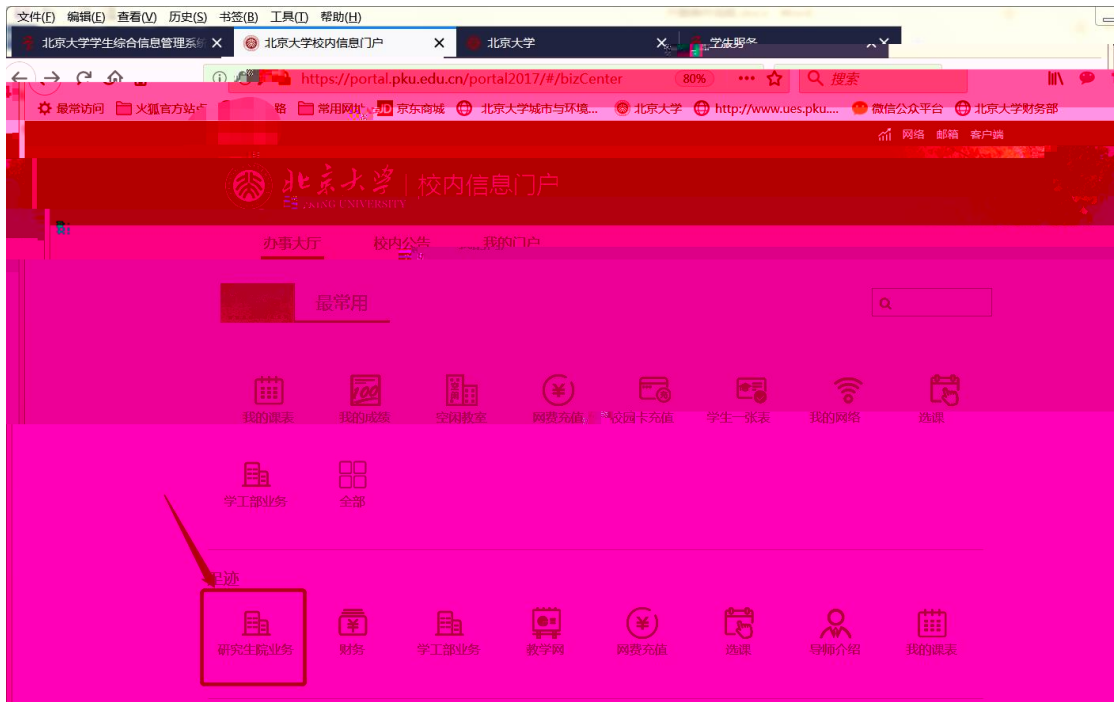 文件(F) 编辑(E) 查看(V) 历史(S) 书签(B) 工具(T) 帮助(H)
北京大学学生综合信息管理系统 北京大学校内信息门户 北京大学
https://portal.pku.edu.cn/portal2017/#/bizCenter 80% 搜索
最常访问 火狐官方站点 常用网址 JD 京东商城 北京大学城市与环境... 北京大学 http://www.ues.pku.... 微信公众平台 北京大学财务部
网络 邮箱 客户端
北京大学 校内信息门户
办事大厅 校内公告 我的门户
最常用
我的课表 我的成绩 空闲教室 网费充值 校园卡充值 学生一张表 我的网络 选课
学工部业务 全部
足迹
研究生院业务 财务 学工部业务 教学网 网费充值 选课 导师介绍 我的课表